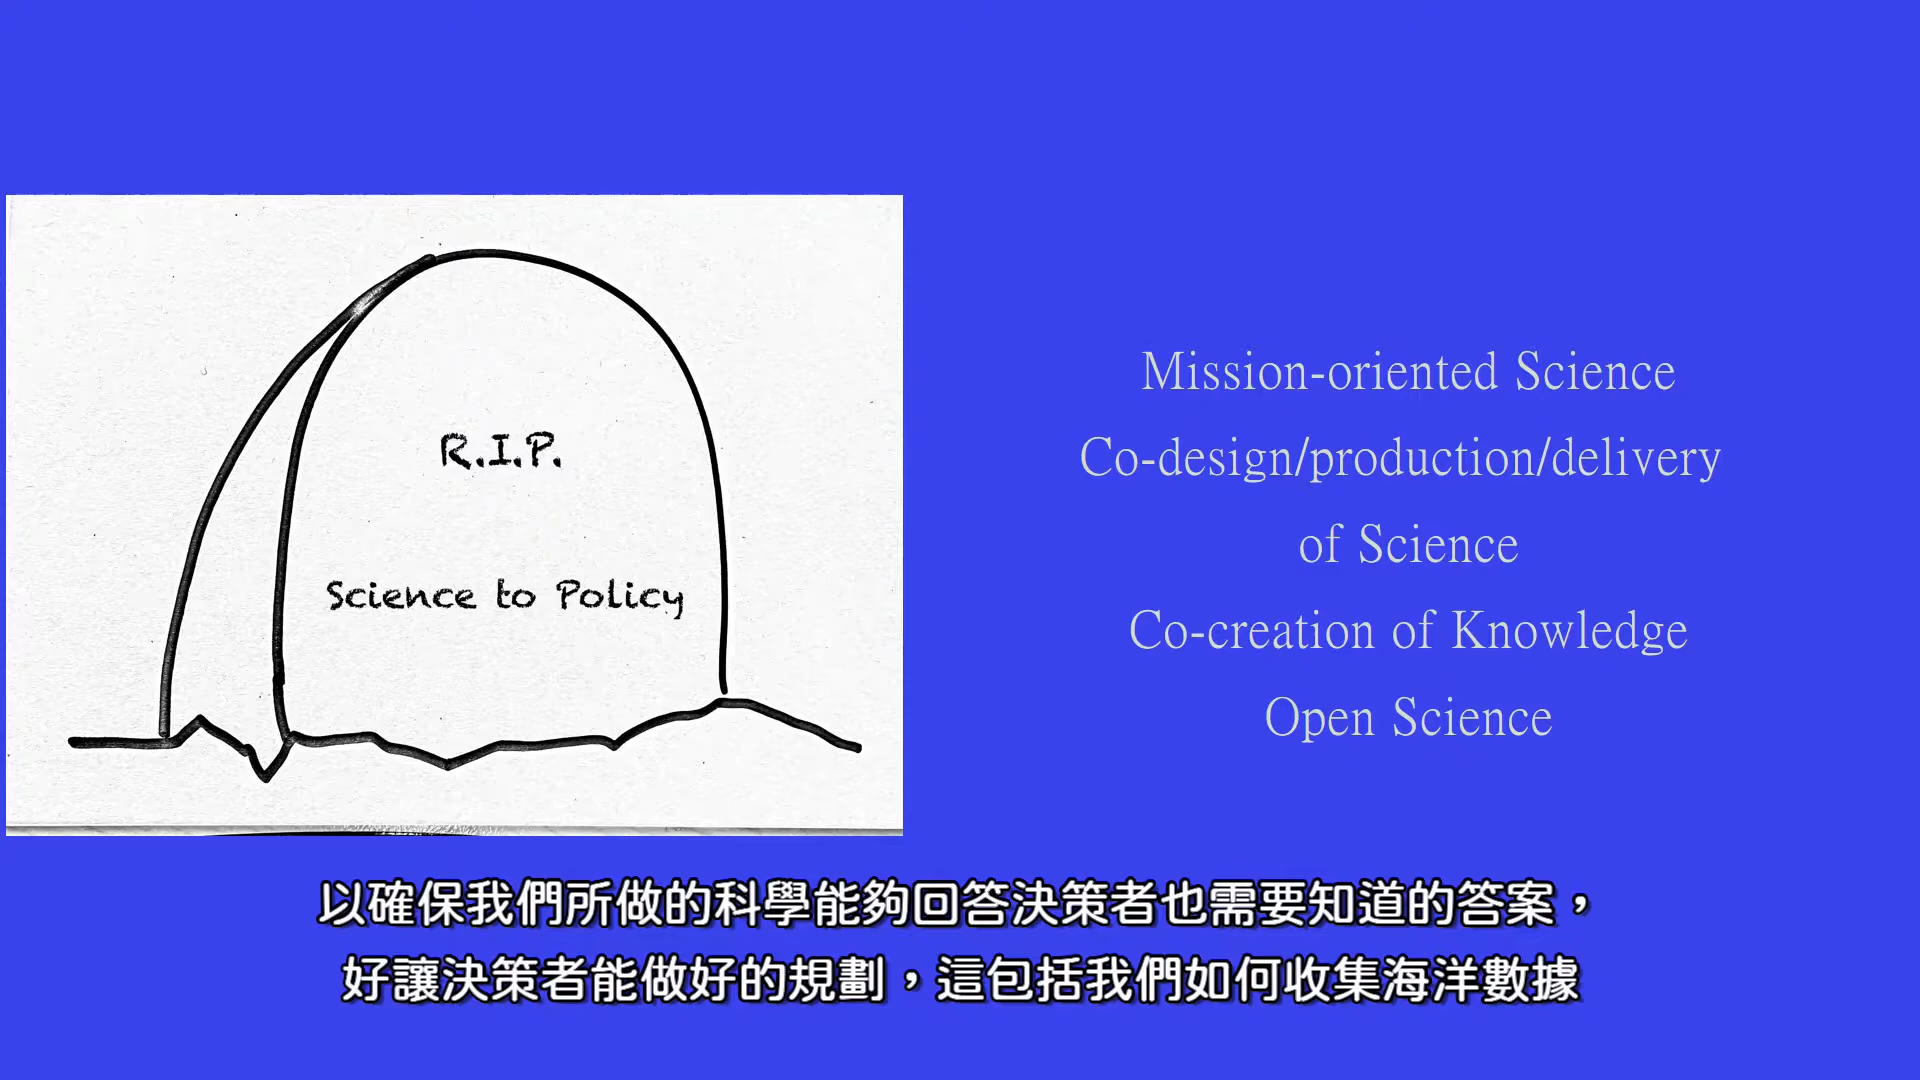 R.I.P.
Science to Policy
Mission-oriented Science
Co-design/production/delivery
of Science
Co-creation of Knowledge
Open Science
以確保我們所做的科學能夠回答決策者也需要知道的答案，
好讓決策者能做好的規劃，這包括我們如何收集海洋數據